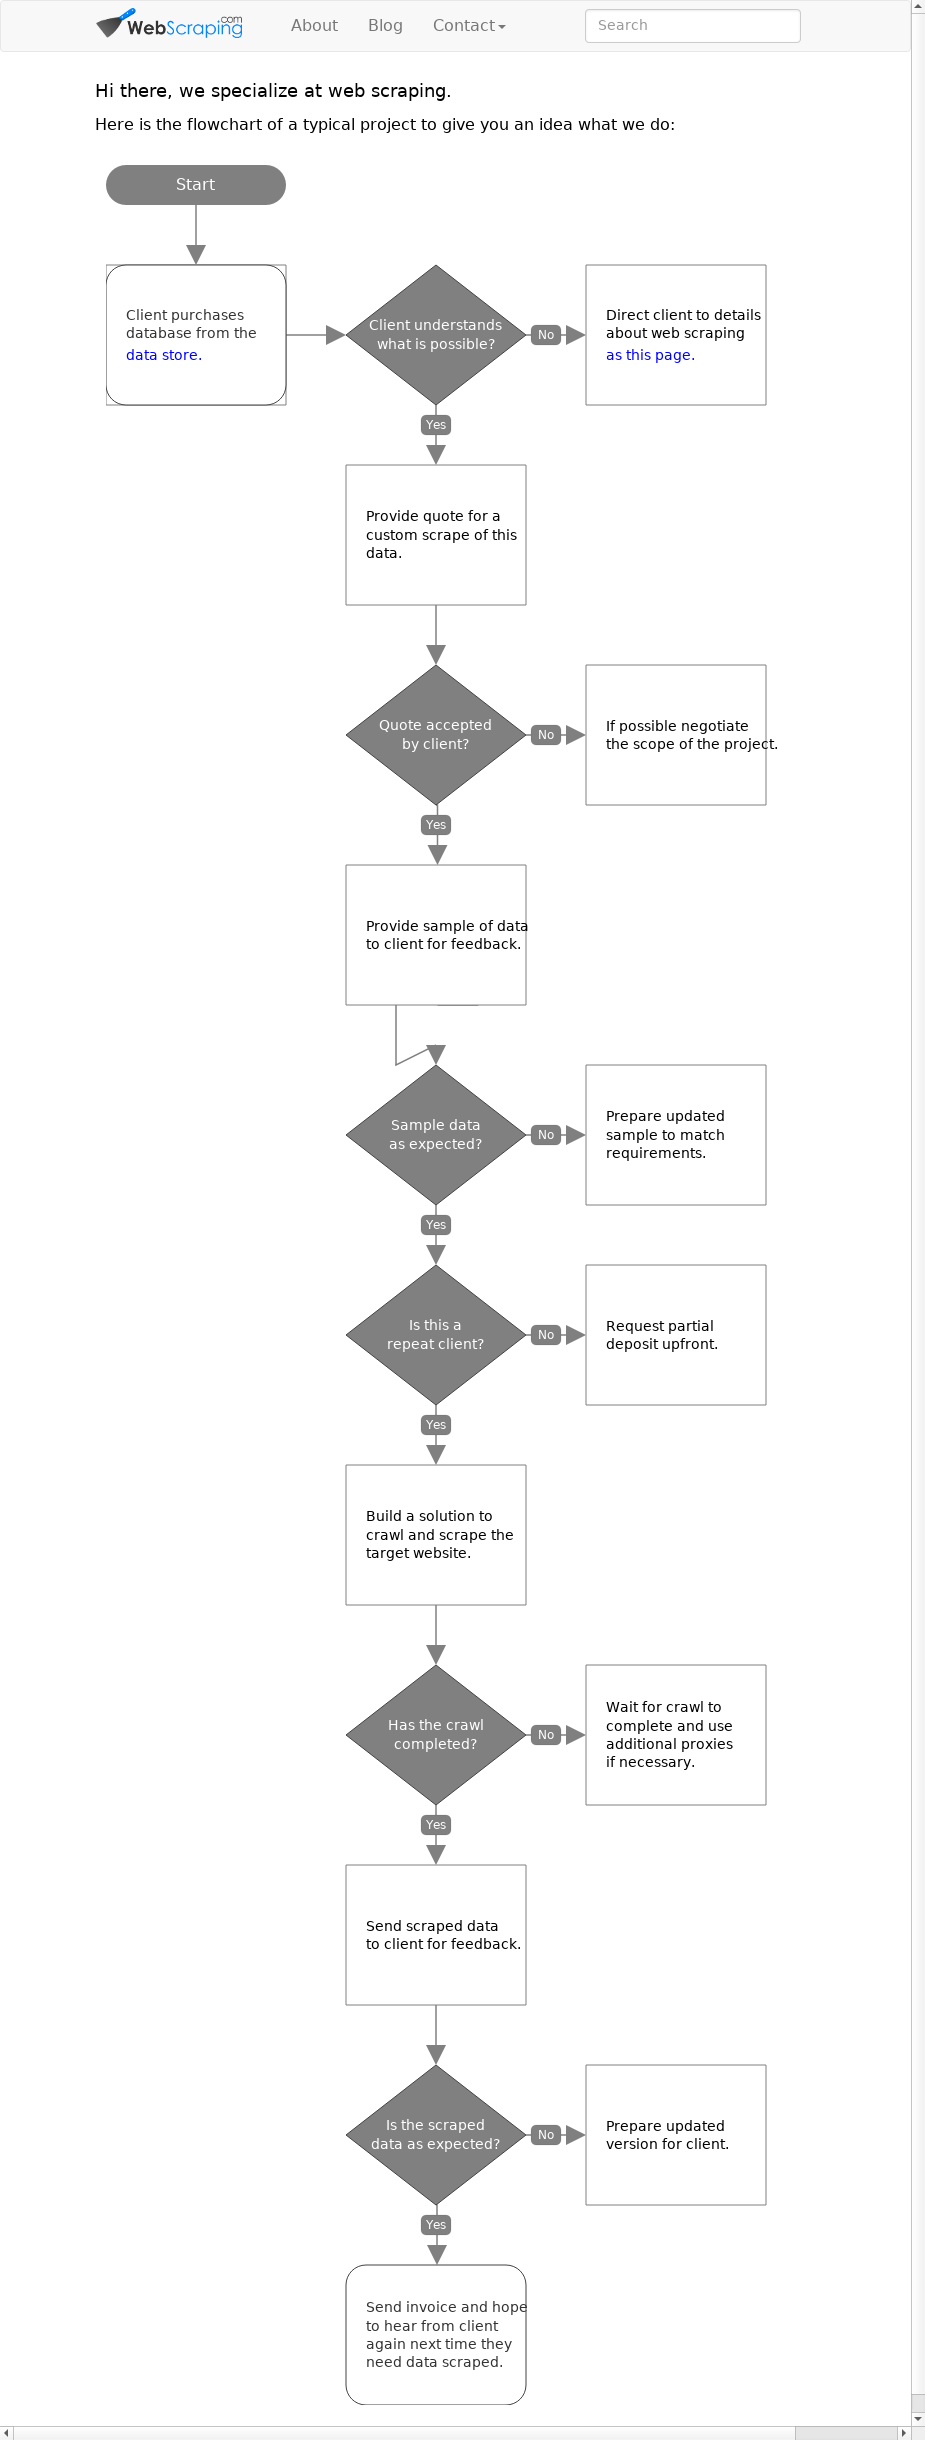 WebScraping.com
About
Blog
Contact
Search
Hi there, we specialize at web scraping.
Here is the flowchart of a typical project to give you an idea what we do:
Start
Client purchases
database from the
data store.
Client understands
what is possible?
No
Direct client to details
about web scraping
as this page.
Yes
Provide quote for a
custom scrape of this
data.
Quote accepted
by client?
No
If possible negotiate
the scope of the project.
Yes
Provide sample of data
to client for feedback.
Sample data
as expected?
No
Prepare updated
sample to match
requirements.
Yes
Is this a
repeat client?
No
Request partial
deposit upfront.
Yes
Build a solution to
crawl and scrape the
target website.
Has the crawl
completed?
No
Wait for crawl to
complete and use
additional proxies
if necessary.
Yes
Send scraped data
to client for feedback.
Is the scraped
data as expected?
No
Prepare updated
version for client.
Yes
Send invoice and hope
to hear from client
again next time they
need data scraped.